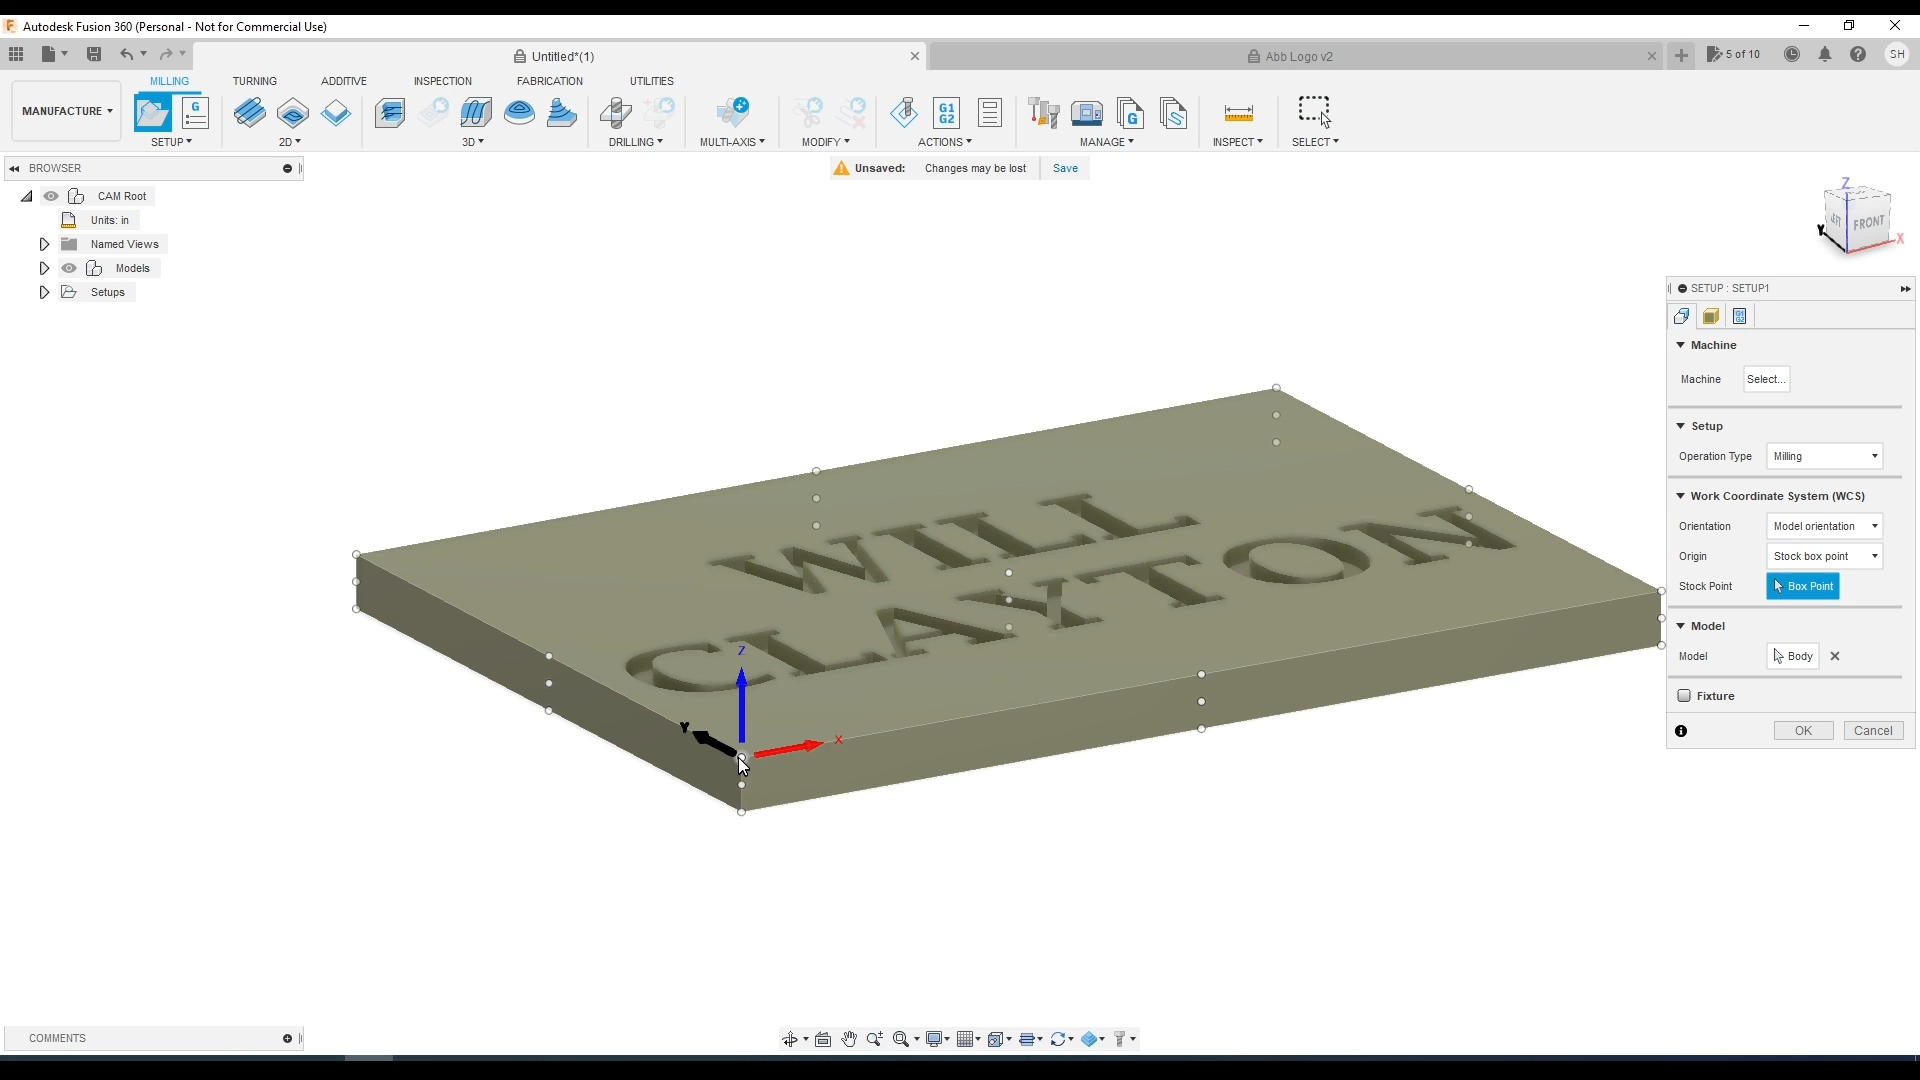 Autodesk Fusion 360 (Personal - Not for Commercial Use)
Untitled*(1)
Abb Logo v2
5 of 10
SH
MANUFACTURE
MILLING
TURNING
ADDITIVE
INSPECTION
FABRICATION
UTILITIES
G
G1
G2
G
SETUP
2D
3D
DRILLING
MULTI-AXIS
MODIFY
ACTIONS
MANAGE
INSPECT
SELECT
BROWSER
Unsaved: Changes may be lost Save
CAM Root
Units: in
Named Views
Models
Setups
Z
LEFT FRONT
Y
X
SETUP : SETUP1
Machine
Machine Select...
Setup
Operation Type Milling
Work Coordinate System (WCS)
Orientation Model orientation
Origin Stock box point
Stock Point Box Point
Model
Model Body
Fixture
OK Cancel
WILL
CLAYTON
Z
Y
X
COMMENTS